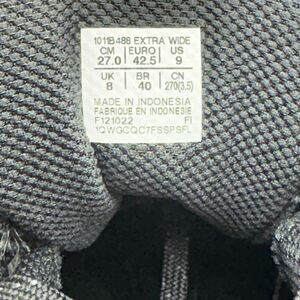 1011B488 EXTRA WIDE
CM EURO US
27.0 42.5 9
UK BR CN
8 40 270(3.5)
MADE IN INDONESIA
FABRIQUE EN INDONESIE
F121022 FI
1QWGCQC7FSSPSFL